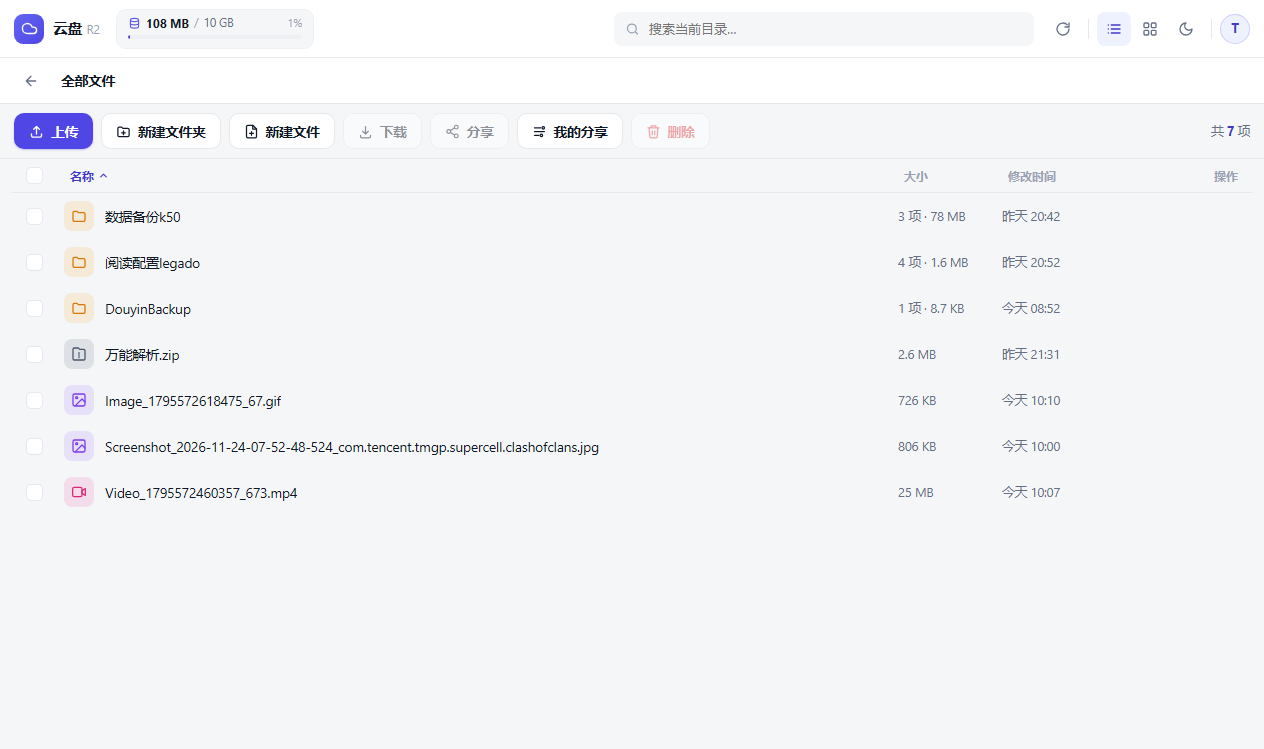 云盘 R2 108 MB / 10 GB 1% 搜索当前目录... T
全部文件
上传 新建文件夹 新建文件 下载 分享 我的分享 删除 共 7 项
名称 大小 修改时间 操作
数据备份k50 3 项 · 78 MB 昨天 20:42
阅读配置legado 4 项 · 1.6 MB 昨天 20:52
DouyinBackup 1 项 · 8.7 KB 今天 08:52
万能解析.zip 2.6 MB 昨天 21:31
Image_1795572618475_67.gif 726 KB 今天 10:10
Screenshot_2026-11-24-07-52-48-524_com.tencent.tmgp.supercell.clashofclans.jpg 806 KB 今天 10:00
Video_1795572460357_673.mp4 25 MB 今天 10:07